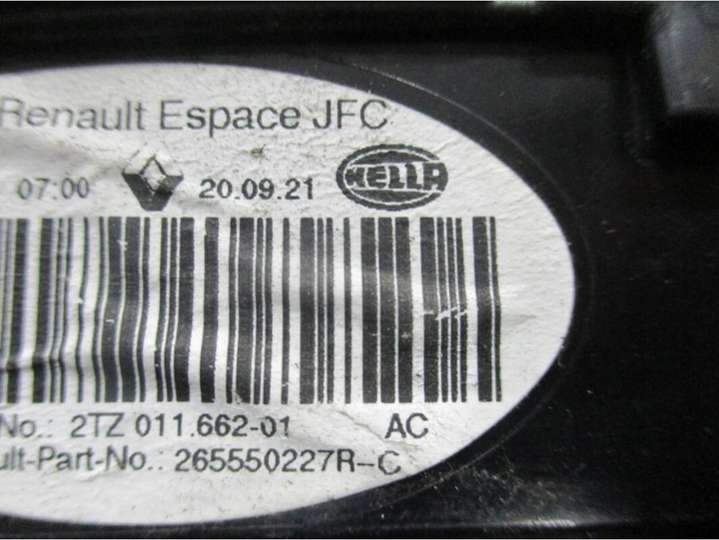 Renault Espace JFC
07:00 20.09.21 HELLA
No.: 2TZ 011.662-01 AC
ult-Part-No.: 265550227R-C